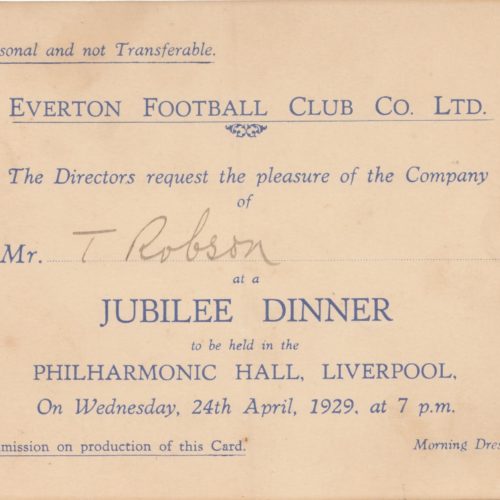 sonal and not Transferable.
EVERTON FOOTBALL CLUB CO. LTD.
The Directors request the pleasure of the Company
of
Mr. T Robson
at a
JUBILEE DINNER
to be held in the
PHILHARMONIC HALL, LIVERPOOL,
On Wednesday, 24th April, 1929, at 7 p.m.
mission on production of this Card.
Morning Dres